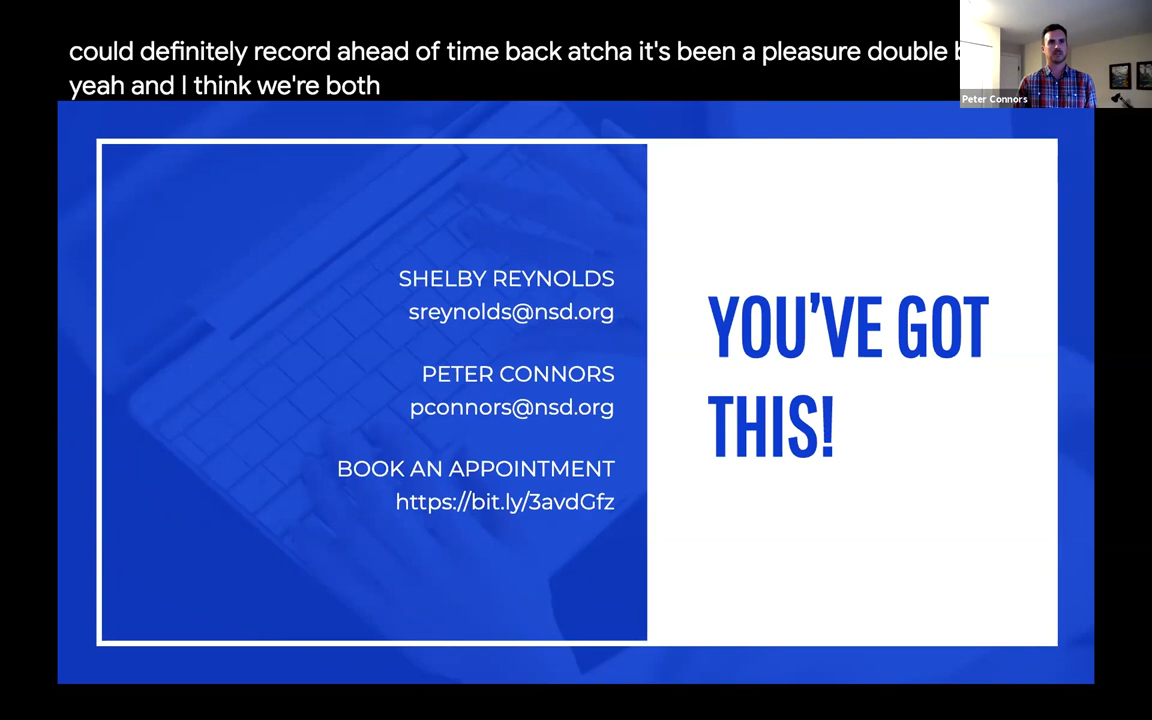 could definitely record ahead of time back atcha it's been a pleasure double
yeah and I think we're both
Peter Connors
SHELBY REYNOLDS
sreynolds@nsd.org
PETER CONNORS
pconnors@nsd.org
BOOK AN APPOINTMENT
https://bit.ly/3avdGfz
YOU'VE GOT
THIS!